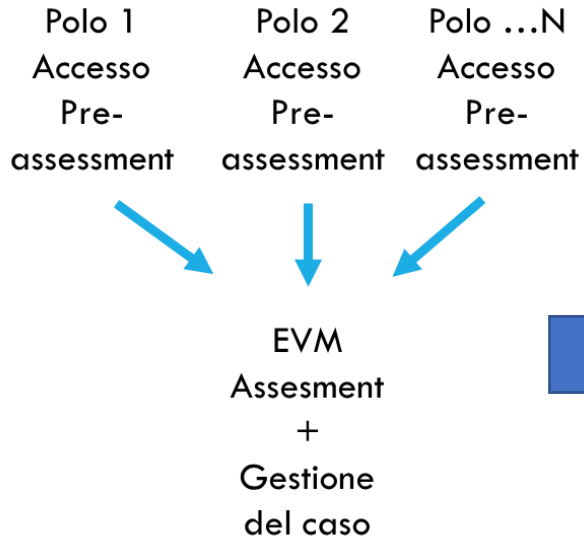 Polo 1
Accesso
Pre-
assessment
Polo 2
Accesso
Pre-
assessment
Polo ...N
Accesso
Pre-
assessment
EVM
Assesment
+
Gestione
del caso